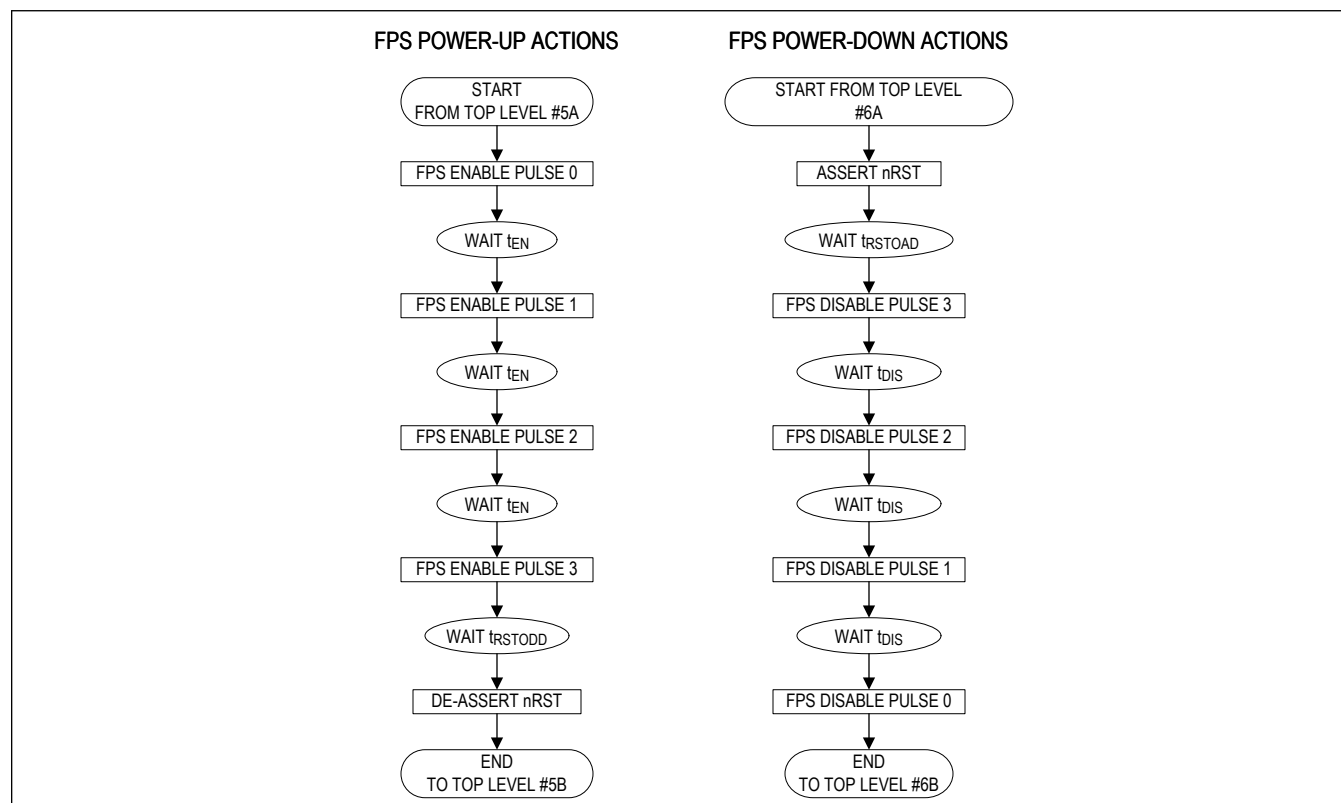 FPS POWER-UP ACTIONS
START
FROM TOP LEVEL #5A
FPS ENABLE PULSE 0
WAIT tEN
FPS ENABLE PULSE 1
WAIT tEN
FPS ENABLE PULSE 2
WAIT tEN
FPS ENABLE PULSE 3
WAIT tRSTODD
DE-ASSERT nRST
END
TO TOP LEVEL #5B
FPS POWER-DOWN ACTIONS
START FROM TOP LEVEL
#6A
ASSERT nRST
WAIT tRSTOAD
FPS DISABLE PULSE 3
WAIT tDIS
FPS DISABLE PULSE 2
WAIT tDIS
FPS DISABLE PULSE 1
WAIT tDIS
FPS DISABLE PULSE 0
END
TO TOP LEVEL #6B